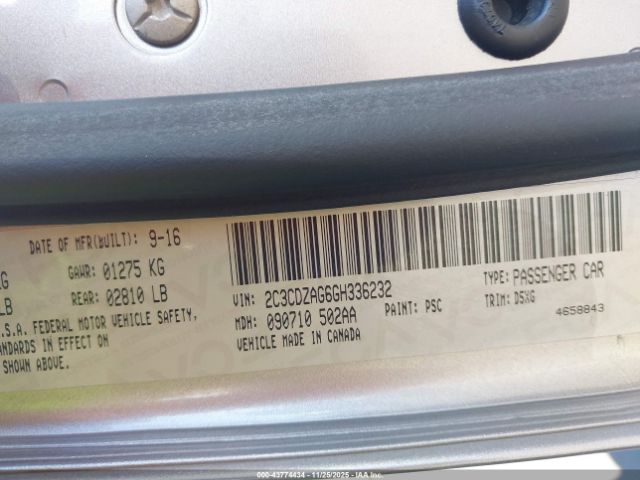 DATE OF MFR(BUILT): 9-16
GAWR: 01275 KG
LB REAR: 02810 LB
.S.A. FEDERAL MOTOR VEHICLE SAFETY,
ANDARDS IN EFFECT ON
SHOWN ABOVE.
VIN: 2C3CDZAG6GH336232
MDH: 090710 502AA
PAINT: PSC
VEHICLE MADE IN CANADA
TYPE: PASSENGER CAR
TRIM: D5XG
4658843
000-43774434 - 11/25/2025 - IAA Inc.